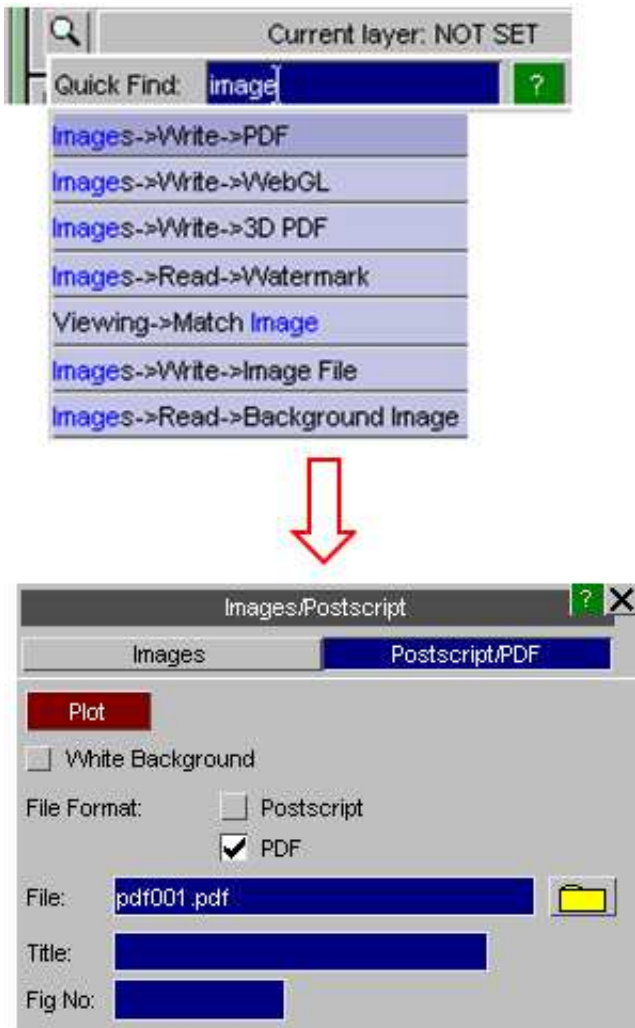 Current layer: NOT SET
Quick Find: image ?
Images->Write->PDF
Images->Write->WebGL
Images->Write->3D PDF
Images->Read->Watermark
Viewing->Match Image
Images->Write->Image File
Images->Read->Background Image
Images/Postscript ? X
Images Postscript/PDF
Plot
White Background
File Format: Postscript
PDF
File: pdf001.pdf
Title:
Fig No: